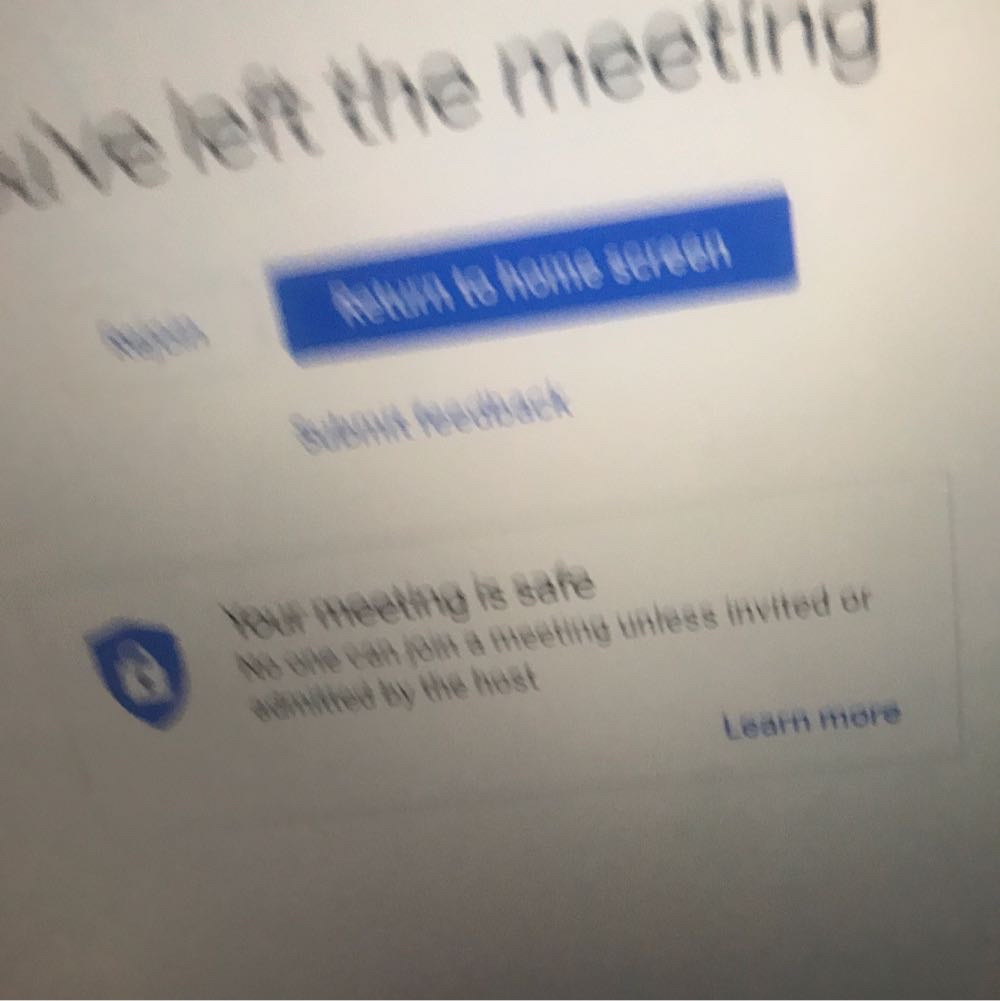 've left the meeting
Rejoin
Return to home screen
Submit feedback
Your meeting is safe
No one can join a meeting unless invited or
admitted by the host
Learn more